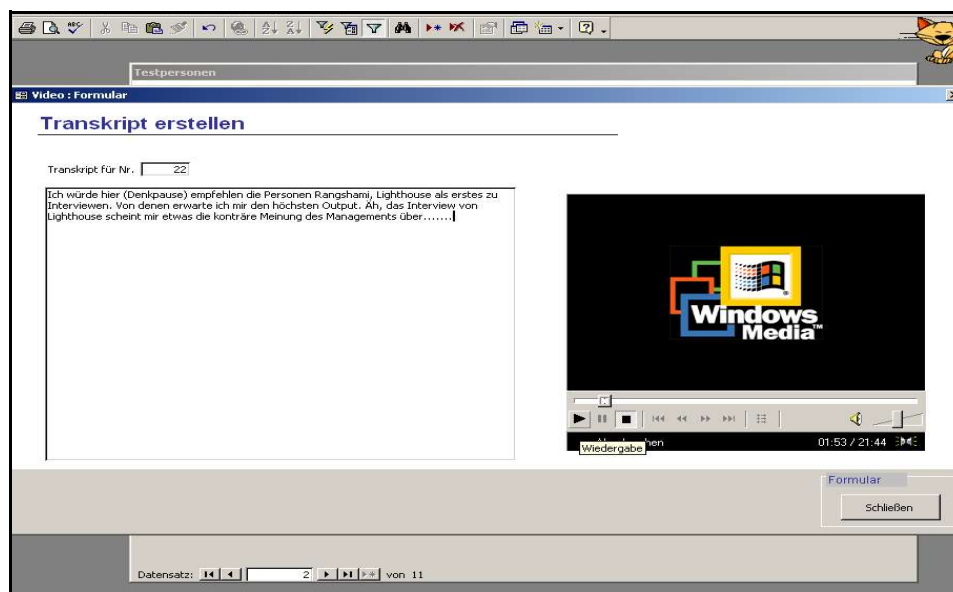 Testpersonen
Video : Formular
Transkript erstellen
Transkript für Nr. 22
Ich würde hier (Denkpause) empfehlen die Personen Rangshami, Lighthouse als erstes zu
Interviewen. Von denen erwarte ich mir den höchsten Output. Äh, das Interview von
Lighthouse scheint mir etwas die konträre Meinung des Managements über.......
Windows
Media™
01:53 / 21:44
Wiedergabe
Formular
Schließen
Datensatz: 2 von 11